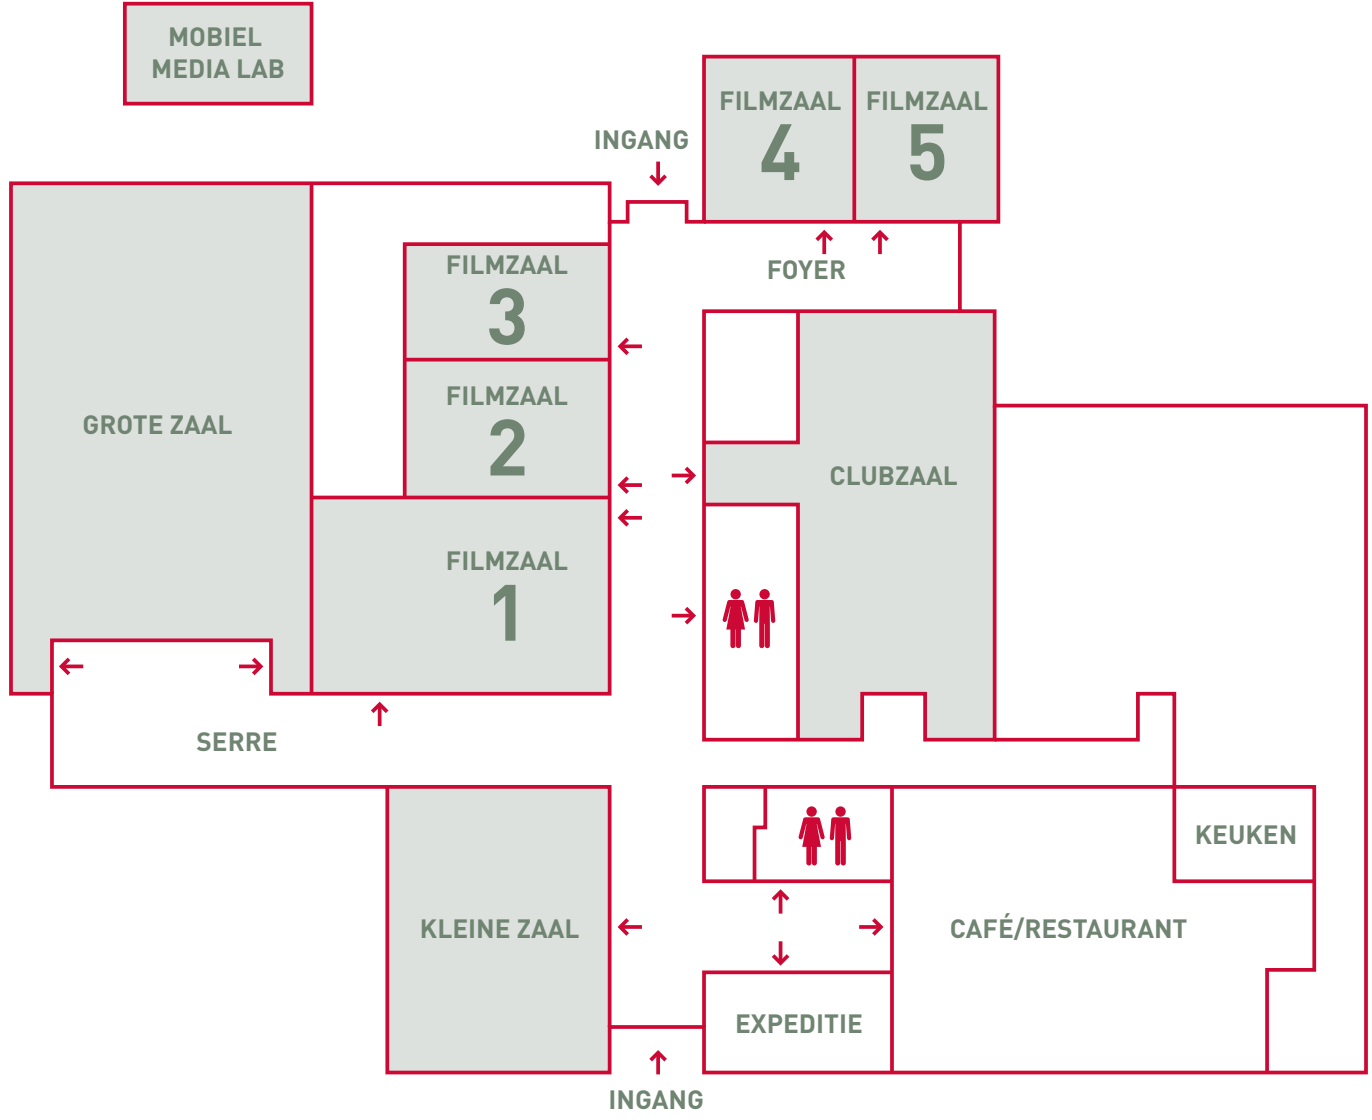 MOBIEL
MEDIA LAB
FILMZAAL
4
FILMZAAL
5
INGANG
FOYER
FILMZAAL
3
FILMZAAL
2
GROTE ZAAL
CLUBZAAL
FILMZAAL
1
SERRE
KEUKEN
KLEINE ZAAL
CAFÉ/RESTAURANT
EXPEDITIE
INGANG